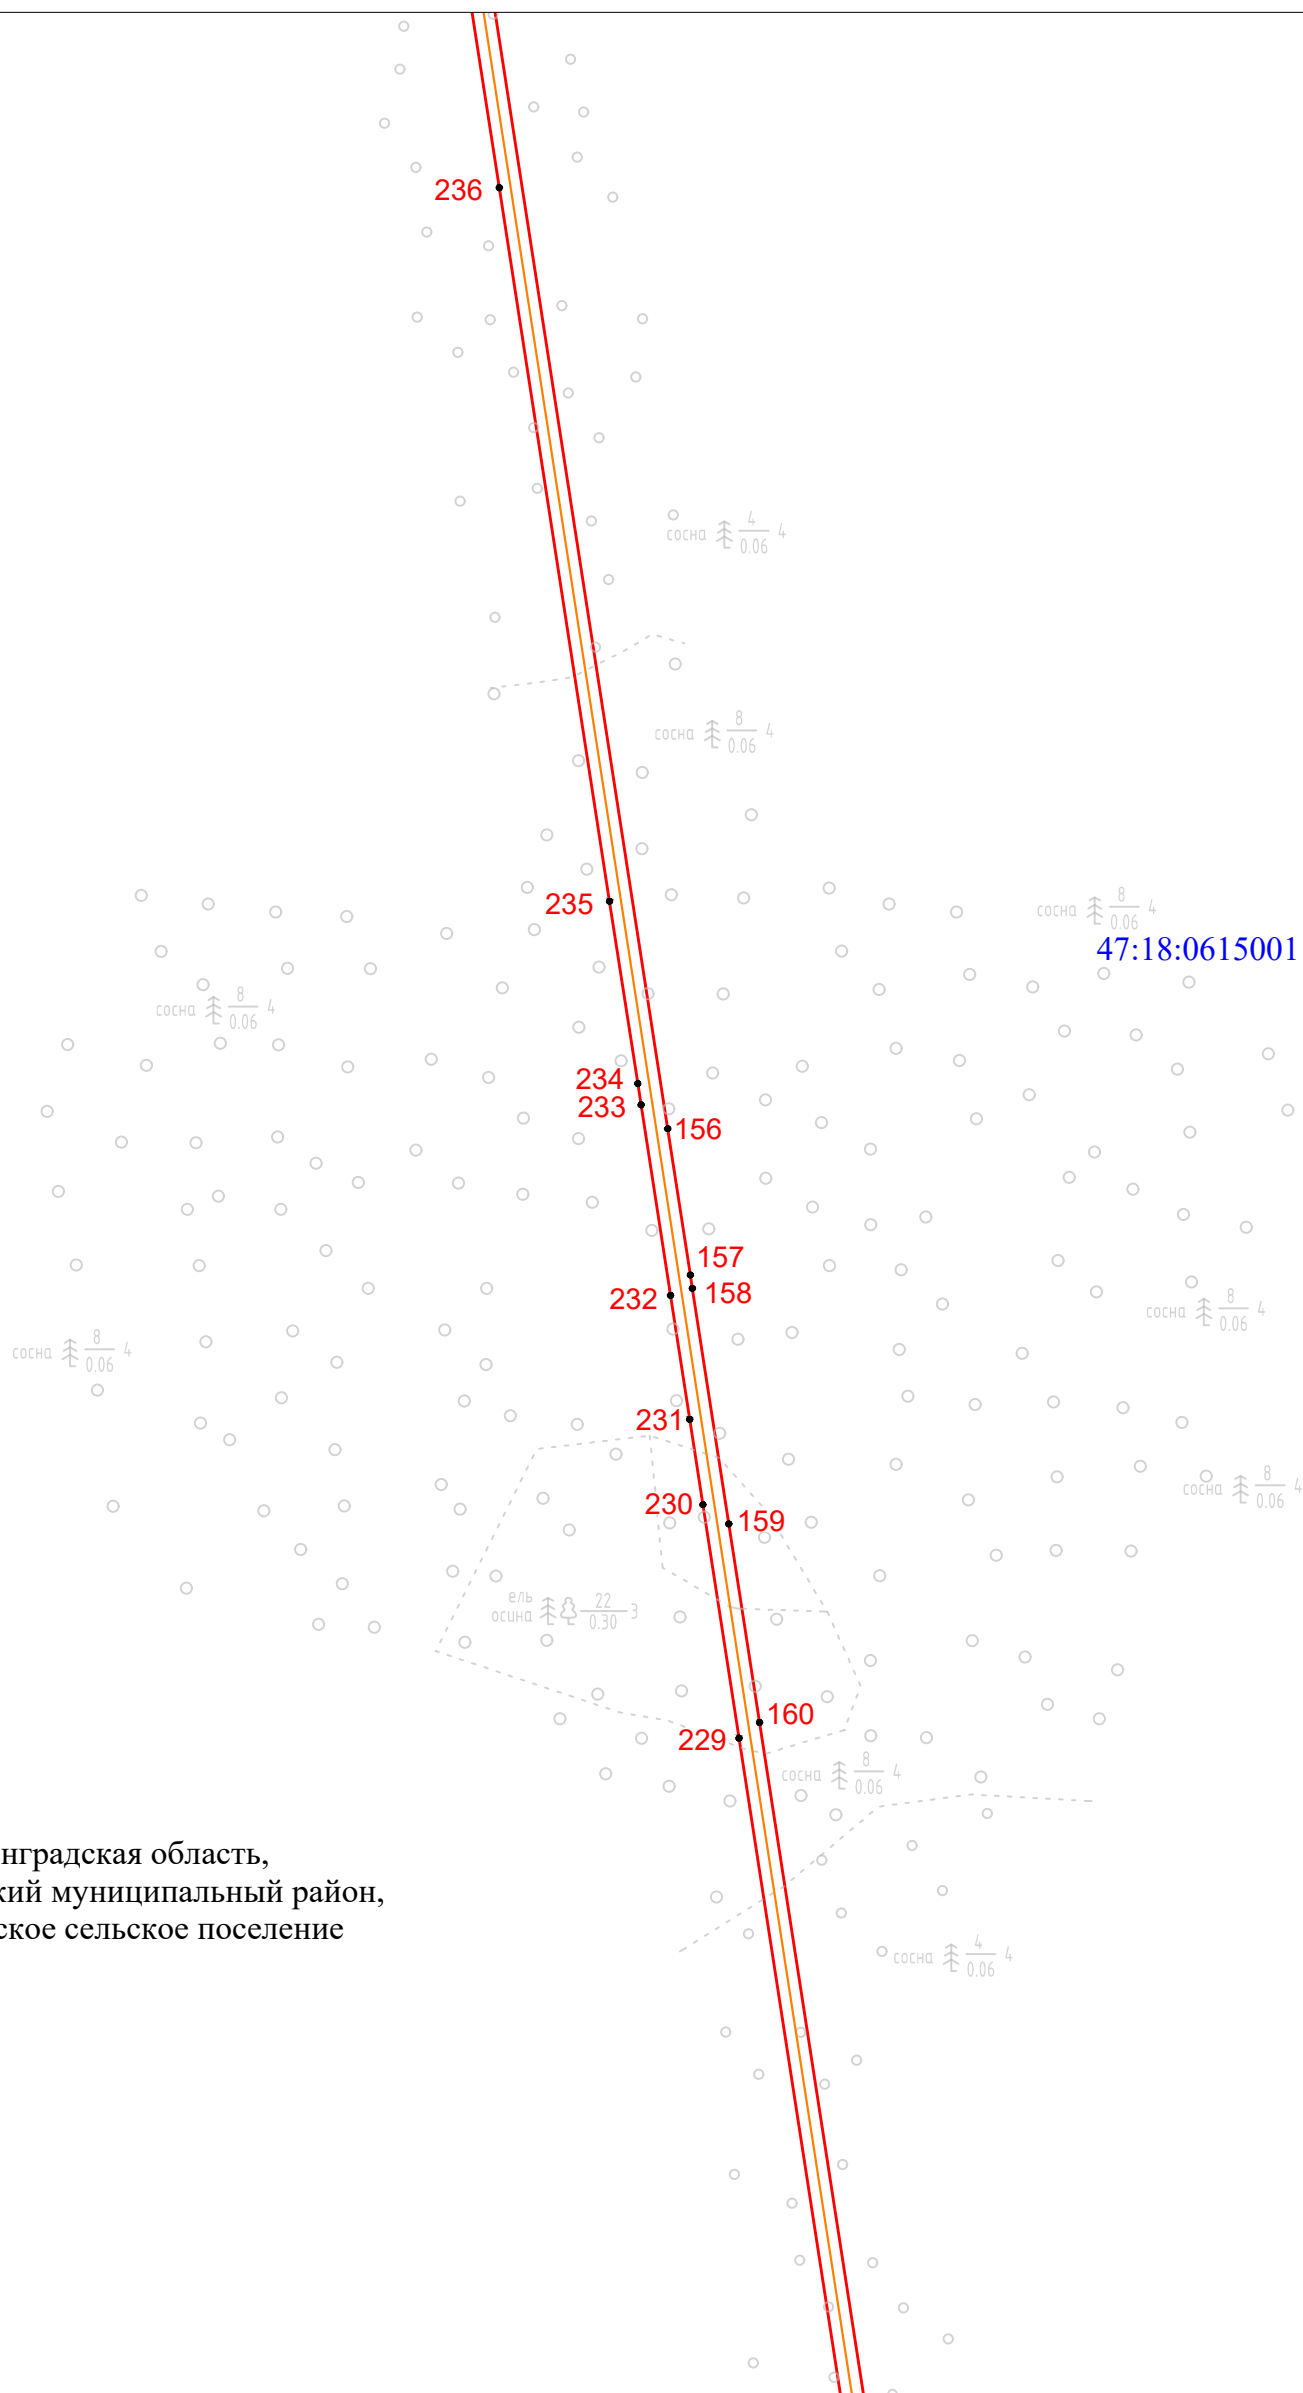 236
сосна 4 4
0.06
сосна 8 4
0.06
235
сосна 8 4
0.06
47:18:0615001
сосна 8 4
0.06
234
233
156
157
158
232
сосна 8 4
0.06
сосна 8 4
0.06
231
сосна 8 4
0.06
230
159
ель
осина 22 3
0.30
160
229
сосна 8 4
0.06
нградская область,
кий муниципальный район,
ское сельское поселение
сосна 4 4
0.06